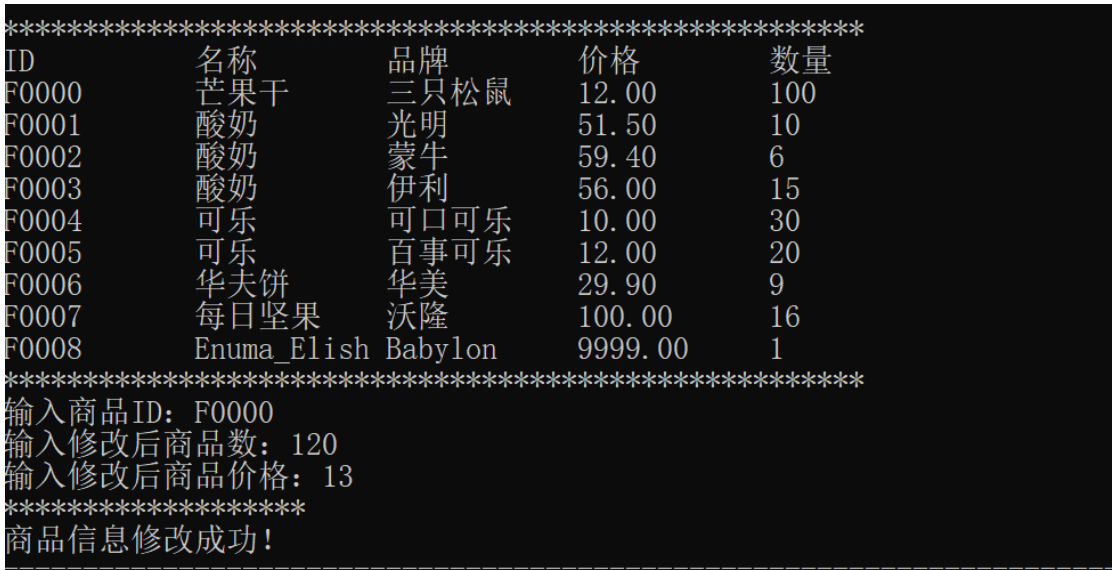 *******************************************************
ID 名称 品牌 价格 数量
F0000 芒果干 三只松鼠 12.00 100
F0001 酸奶 光明 51.50 10
F0002 酸奶 蒙牛 59.40 6
F0003 酸奶 伊利 56.00 15
F0004 可乐 可口可乐 10.00 30
F0005 可乐 百事可乐 12.00 20
F0006 华夫饼 华美 29.90 9
F0007 每日坚果 沃隆 100.00 16
F0008 Enuma_Elish Babylon 9999.00 1
*******************************************************
输入商品ID：F0000
输入修改后商品数：120
输入修改后商品价格：13
*******************
商品信息修改成功！